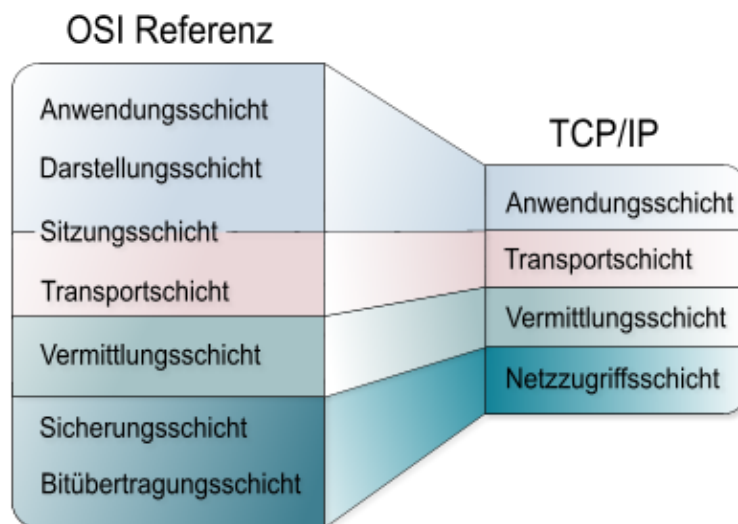 OSI Referenz
Anwendungsschicht
Darstellungsschicht
Sitzungsschicht
Transportschicht
Vermittlungsschicht
Sicherungsschicht
Bitübertragungsschicht
TCP/IP
Anwendungsschicht
Transportschicht
Vermittlungsschicht
Netzzugriffsschicht